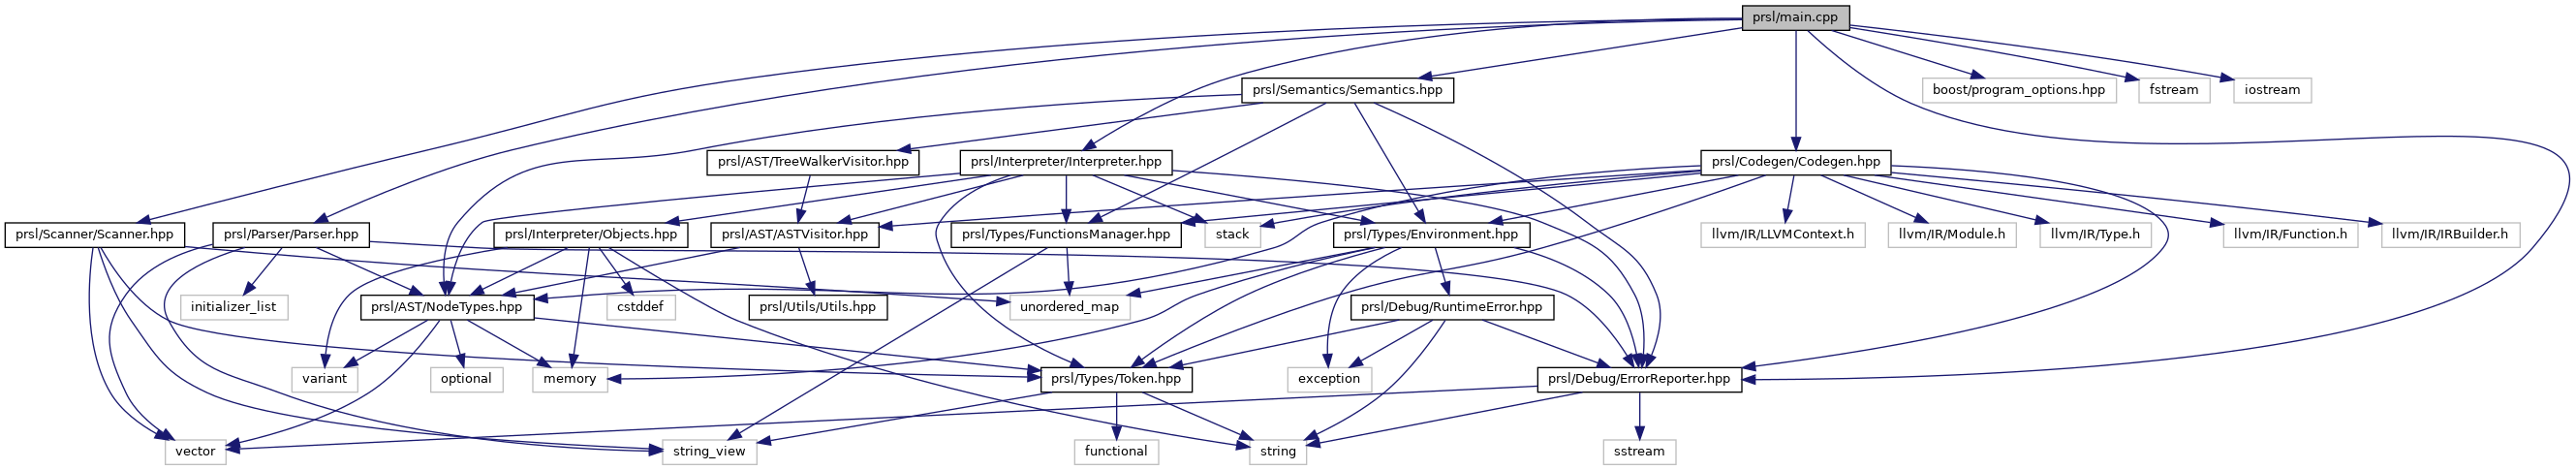 prsl/main.cpp
prsl/Semantics/Semantics.hpp
boost/program_options.hpp
fstream
iostream
prsl/AST/TreeWalkerVisitor.hpp
prsl/Interpreter/Interpreter.hpp
prsl/Codegen/Codegen.hpp
prsl/Scanner/Scanner.hpp
prsl/Parser/Parser.hpp
prsl/Interpreter/Objects.hpp
prsl/AST/ASTVisitor.hpp
prsl/Types/FunctionsManager.hpp
stack
prsl/Types/Environment.hpp
llvm/IR/LLVMContext.h
llvm/IR/Module.h
llvm/IR/Type.h
llvm/IR/Function.h
llvm/IR/IRBuilder.h
initializer_list
prsl/AST/NodeTypes.hpp
cstddef
prsl/Utils/Utils.hpp
unordered_map
prsl/Debug/RuntimeError.hpp
variant
optional
memory
prsl/Types/Token.hpp
exception
prsl/Debug/ErrorReporter.hpp
vector
string_view
functional
string
sstream